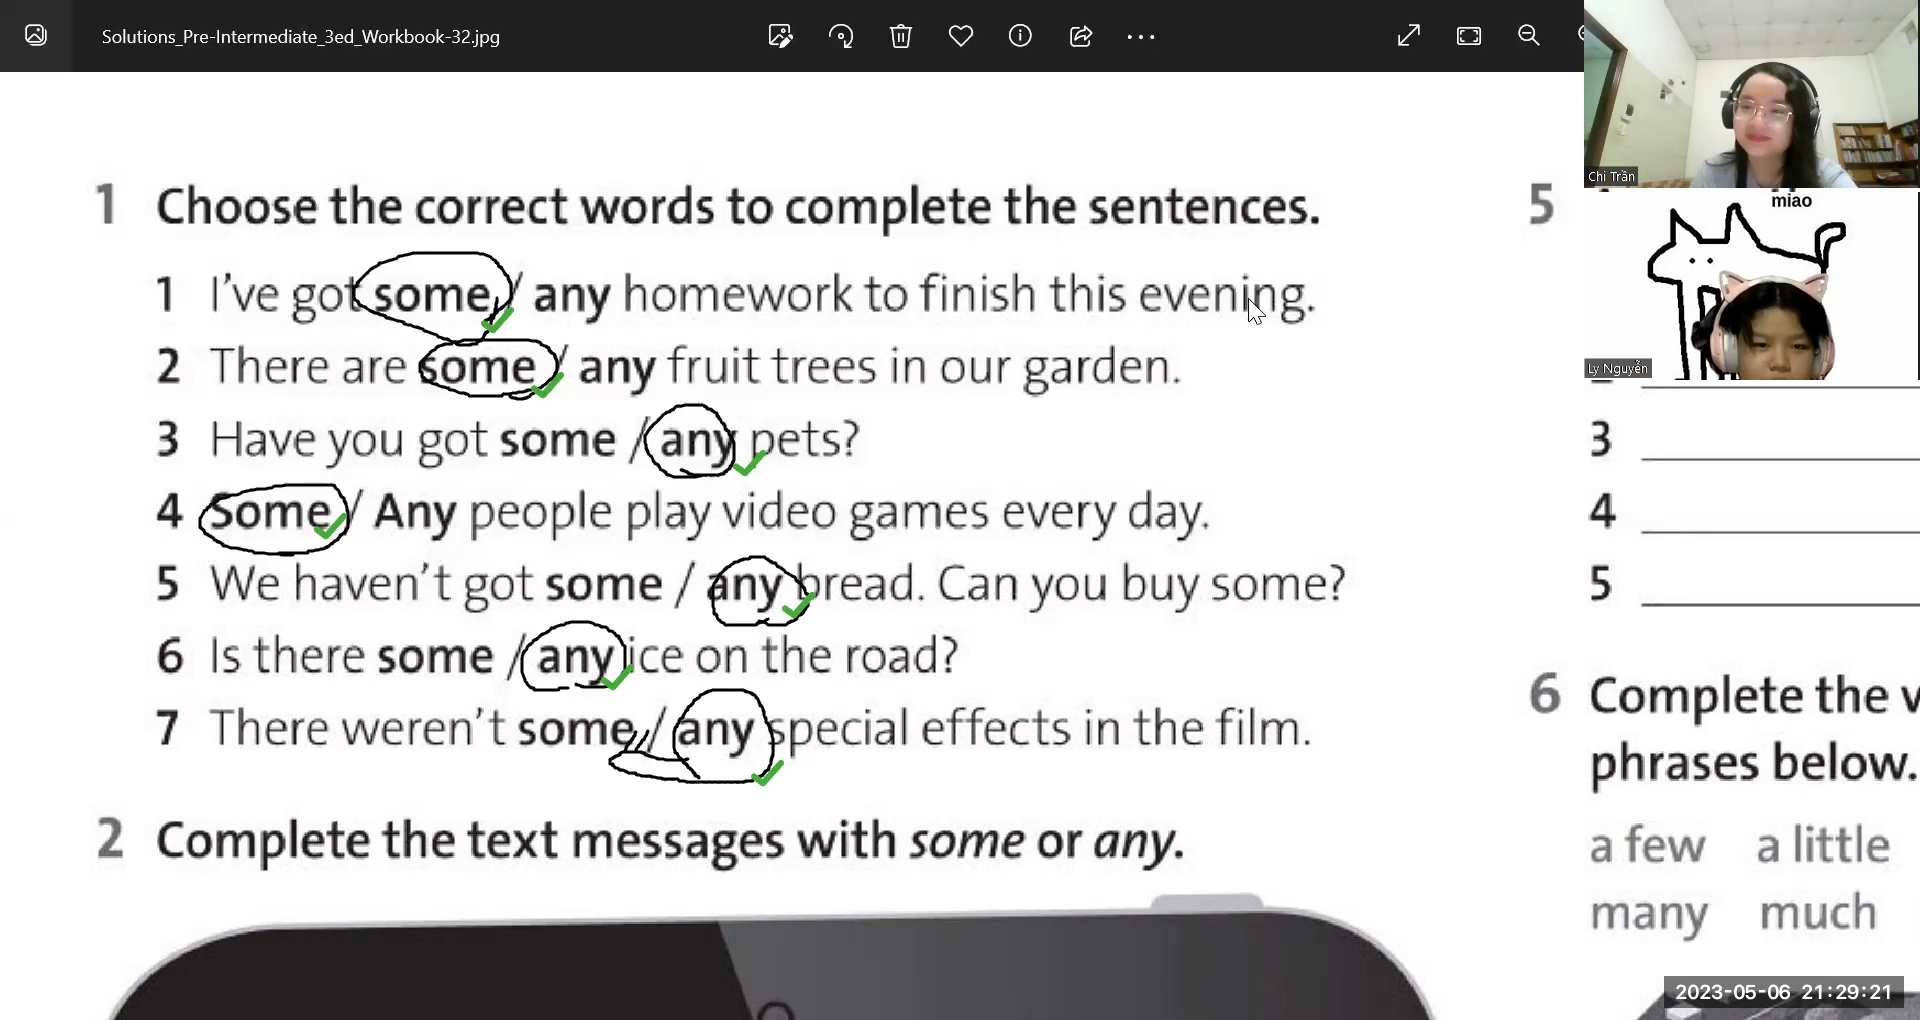 Solutions_Pre-Intermediate_3ed_Workbook-32.jpg
Chi Trần
miao
Ly Nguyễn
1 Choose the correct words to complete the sentences.
1 I've got some / any homework to finish this evening.
2 There are some / any fruit trees in our garden.
3 Have you got some / any pets?
4 Some / Any people play video games every day.
5 We haven't got some / any bread. Can you buy some?
6 Is there some / any ice on the road?
7 There weren't some / any special effects in the film.
2 Complete the text messages with some or any.
5
3
4
5
6 Complete the
phrases below.
a few a little
many much
2023-05-06 21:29:21